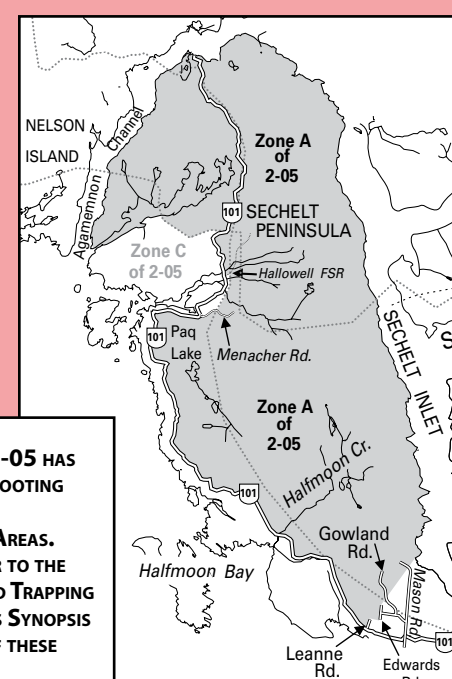 NELSON
ISLAND
Agamemnon Channel
Zone A
of
2-05
101
SECHELT
PENINSULA
Zone C
of 2-05
Hallowell FSR
101
Paq
Lake
Menacher Rd.
SECHELT INLET
Zone A
of
2-05
Halfmoon Cr.
101
Gowland
Rd.
Mason Rd
Halfmoon Bay
Leanne
Rd.
Edwards
101
-05 HAS
OOTING
AREAS.
R TO THE
D TRAPPING
S SYNOPSIS
F THESE